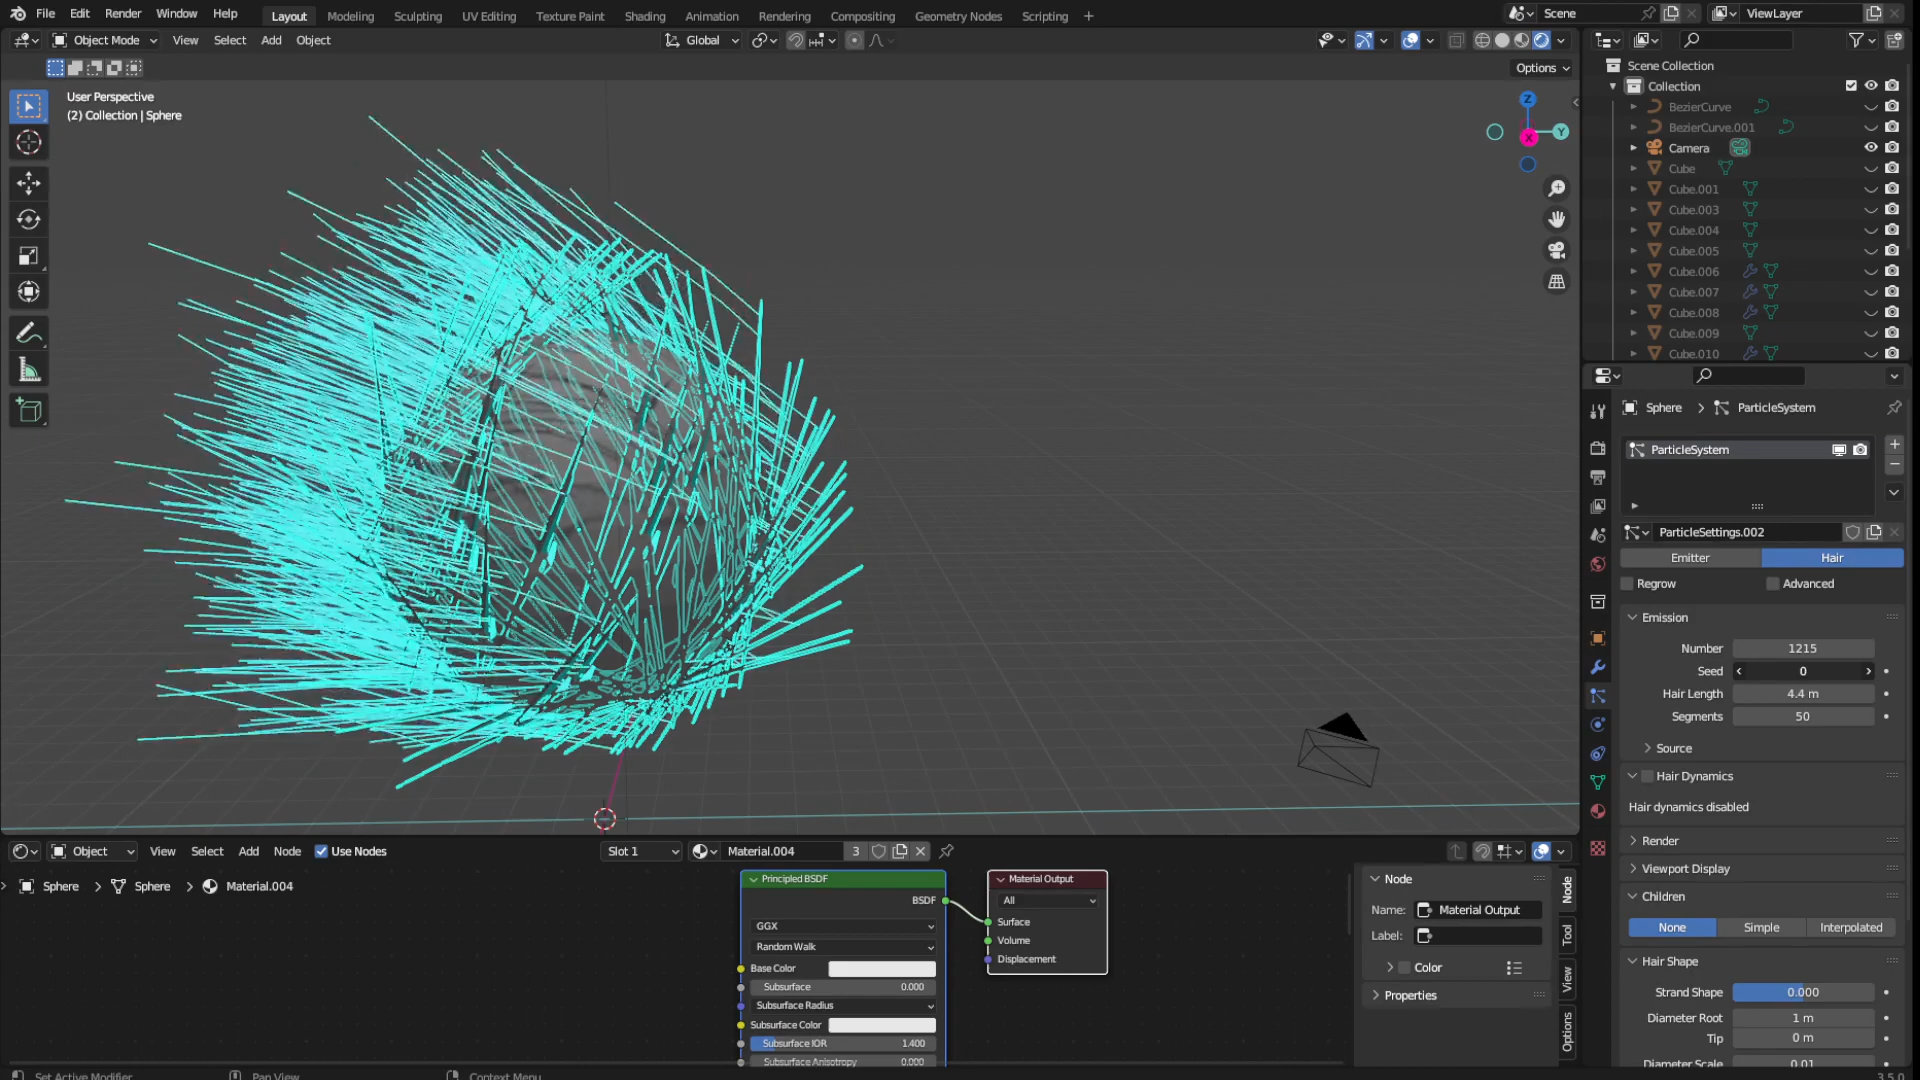 File Edit Render Window Help Layout Modeling Sculpting UV Editing Texture Paint Shading Animation Rendering Compositing Geometry Nodes Scripting + Scene ViewLayer
Object Mode View Select Add Object Global
Options
User Perspective
(2) Collection | Sphere
Z
Y
X
Scene Collection
Collection
BezierCurve
BezierCurve.001
Camera
Cube
Cube.001
Cube.003
Cube.004
Cube.005
Cube.006
Cube.007
Cube.008
Cube.009
Cube.010
Sphere > ParticleSystem
ParticleSystem
ParticleSettings.002
Emitter Hair
Regrow Advanced
Emission
Number 1215
Seed 0
Hair Length 4.4 m
Segments 50
Source
Hair Dynamics
Hair dynamics disabled
Render
Viewport Display
Children
None Simple Interpolated
Hair Shape
Strand Shape 0.000
Diameter Root 1 m
Tip 0 m
Diameter Scale 0.01
Object View Select Add Node Use Nodes Slot 1 Material.004 3
Sphere > Sphere > Material.004
Principled BSDF
BSDF
GGX
Random Walk
Base Color
Subsurface 0.000
Subsurface Radius
Subsurface Color
Subsurface IOR 1.400
Subsurface Anisotropy 0.000
Material Output
All
Surface
Volume
Displacement
Node
Name: Material Output
Label:
Color
Properties
Node
Tool
View
Options
Set Active Modifier Pan View Context Menu 3.5.0